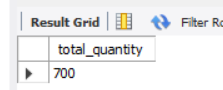 Result Grid Filter Ro
total_quantity
700